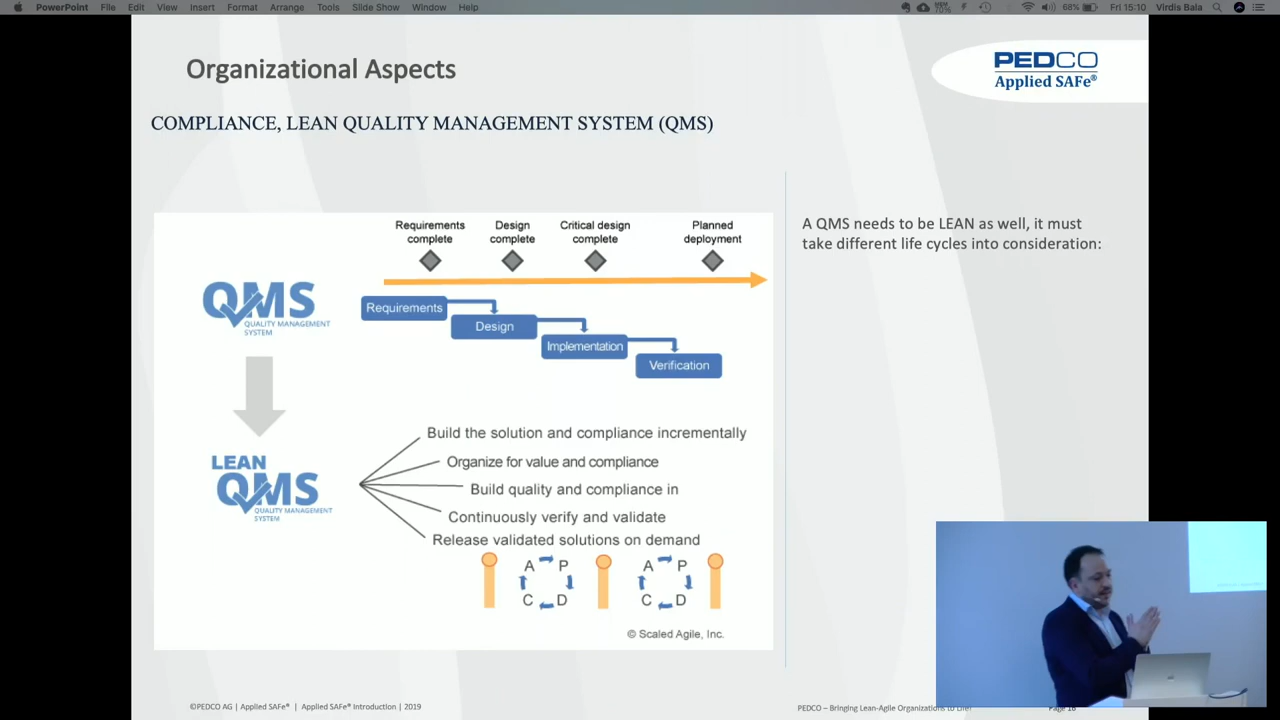 PowerPoint File Edit View Insert Format Arrange Tools Slide Show Window Help
70% 68% Fri 15:10 Virdis Bala
Organizational Aspects
PEDCO
Applied SAFe®
COMPLIANCE, LEAN QUALITY MANAGEMENT SYSTEM (QMS)
Requirements
complete
Design
complete
Critical design
complete
Planned
deployment
QMS
QUALITY MANAGEMENT
SYSTEM
Requirements
Design
Implementation
Verification
LEAN
QMS
QUALITY MANAGEMENT
SYSTEM
Build the solution and compliance incrementally
Organize for value and compliance
Build quality and compliance in
Continuously verify and validate
Release validated solutions on demand
A P
C D
A P
C D
© Scaled Agile, Inc.
A QMS needs to be LEAN as well, it must
take different life cycles into consideration:
©PEDCO AG | Applied SAFe® | Applied SAFe® Introduction | 2019
PEDCO – Bringing Lean-Agile Organizations to Life!
Page